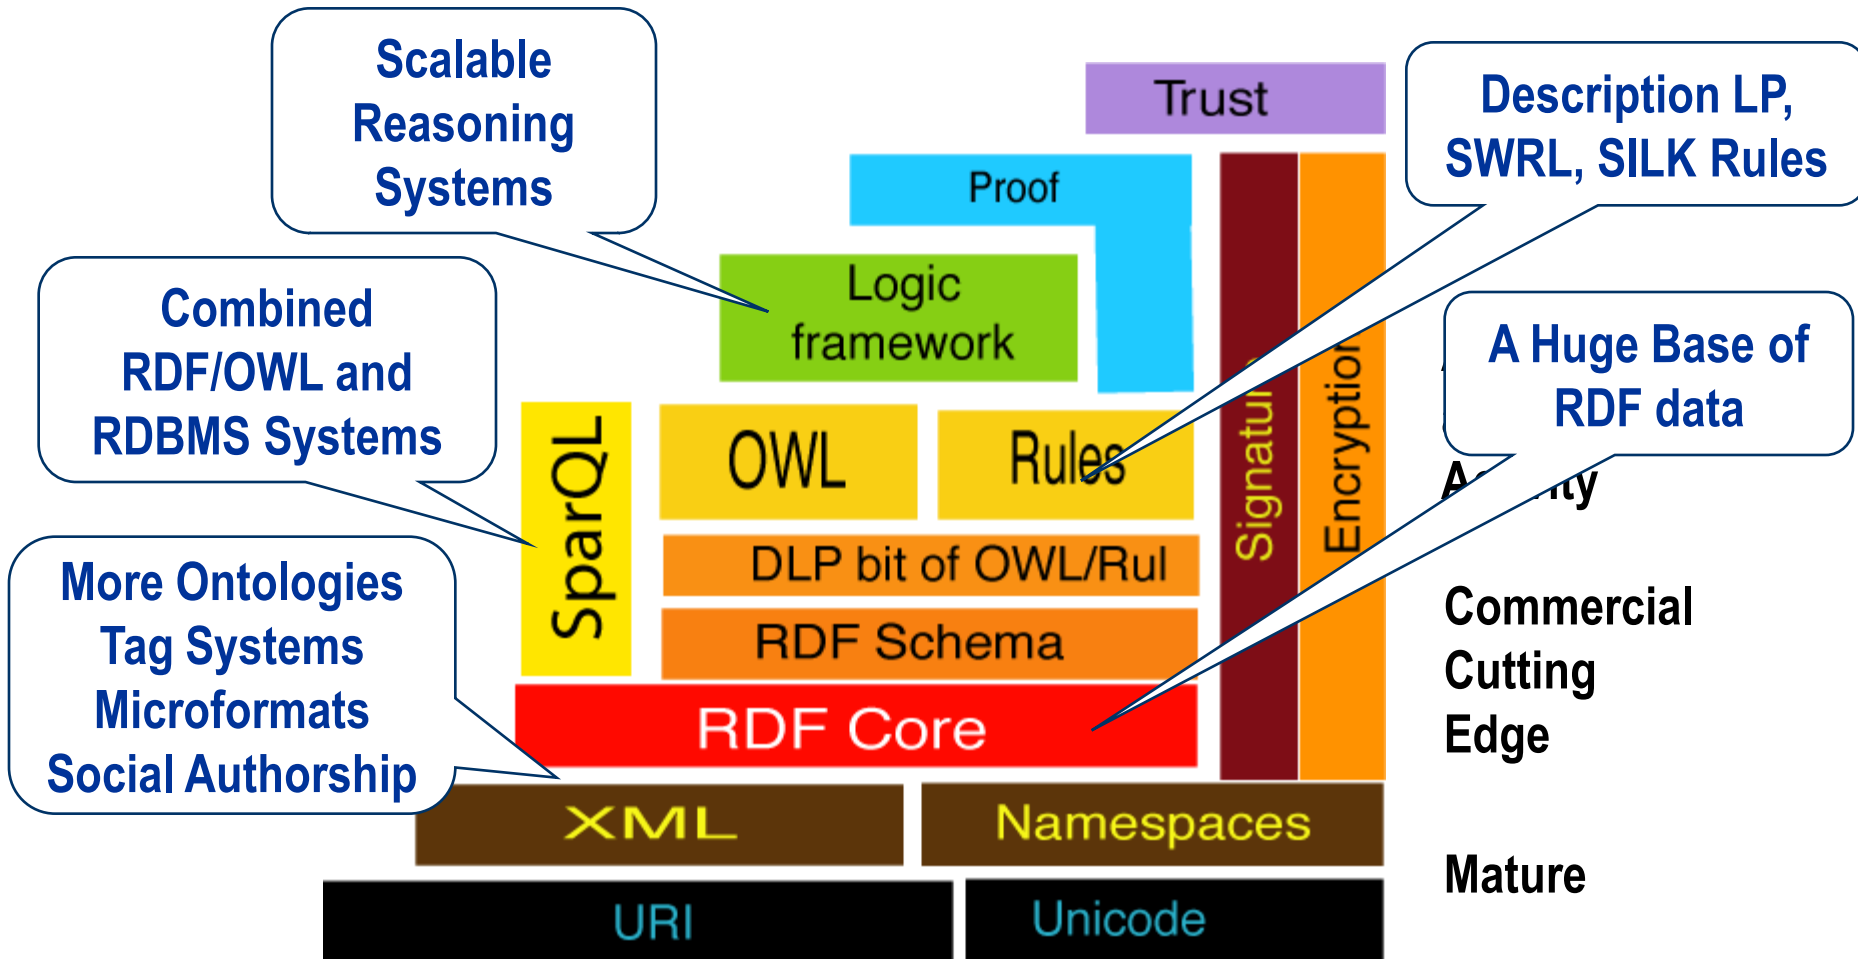 Scalable
Reasoning
Systems
Trust
Description LP,
SWRL, SILK Rules
Proof
Logic
framework
Combined
RDF/OWL and
RDBMS Systems
A Huge Base of
RDF data
SparQL
OWL
Rules
Signature
Encryption
DLP bit of OWL/Rul
RDF Schema
More Ontologies
Tag Systems
Microformats
Social Authorship
Commercial
Cutting
Edge
RDF Core
XML
Namespaces
Mature
URI
Unicode